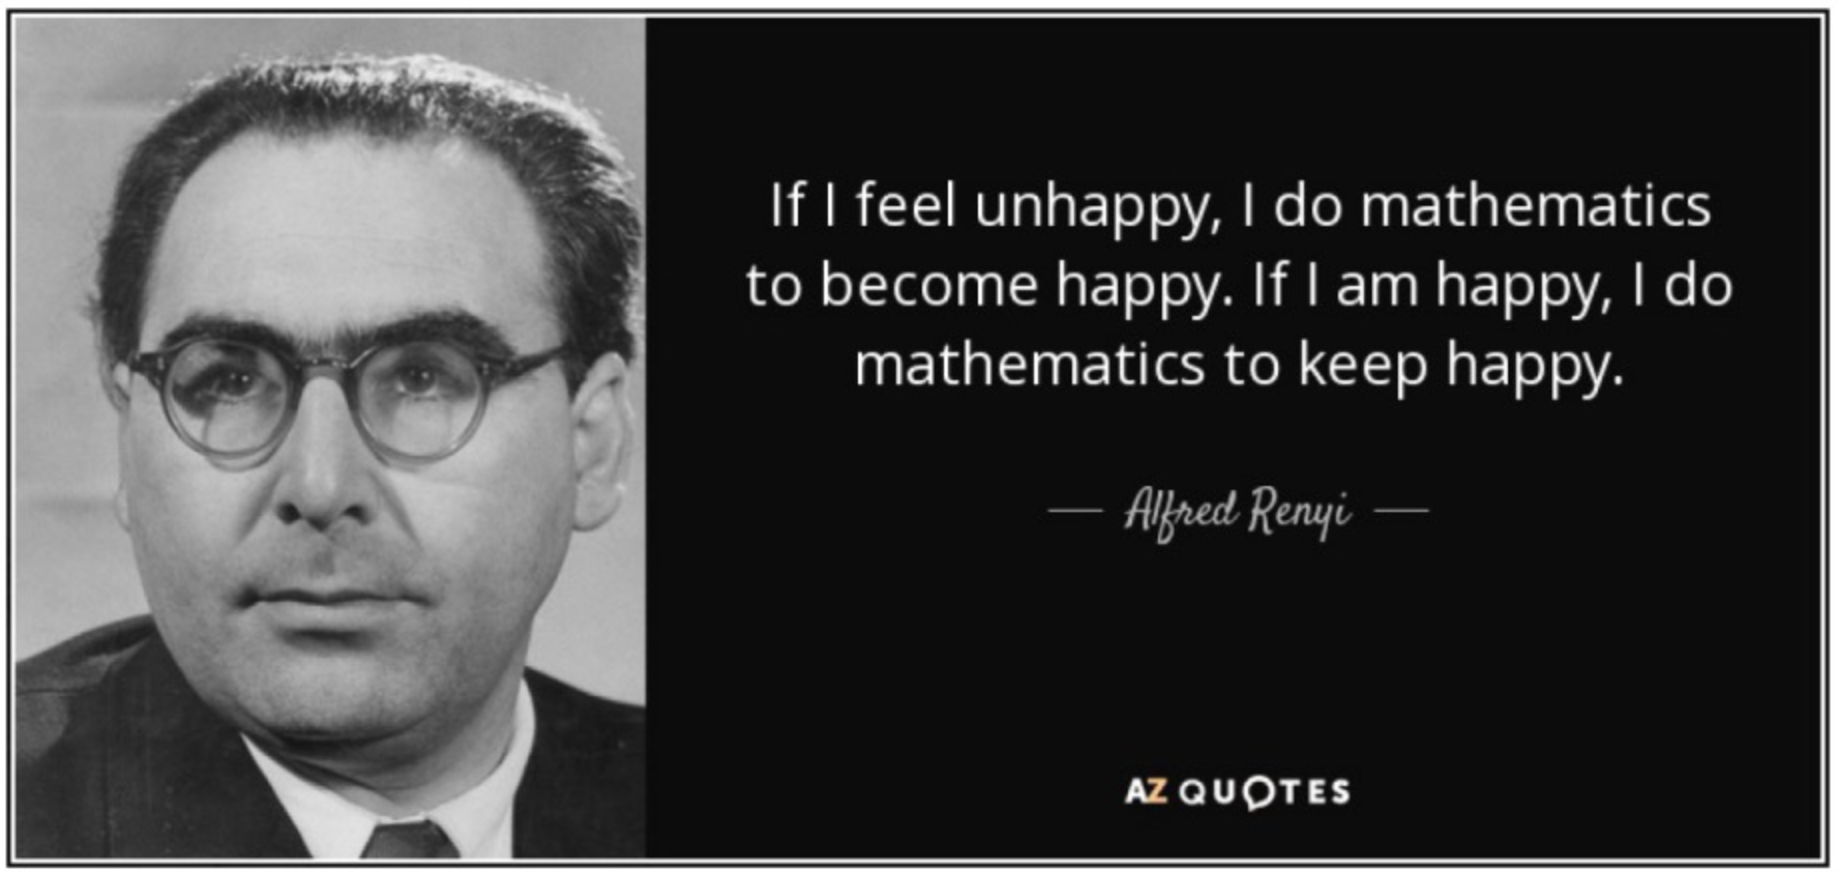 If I feel unhappy, I do mathematics
to become happy. If I am happy, I do
mathematics to keep happy.
Alfred Renyi
AZ QUOTES